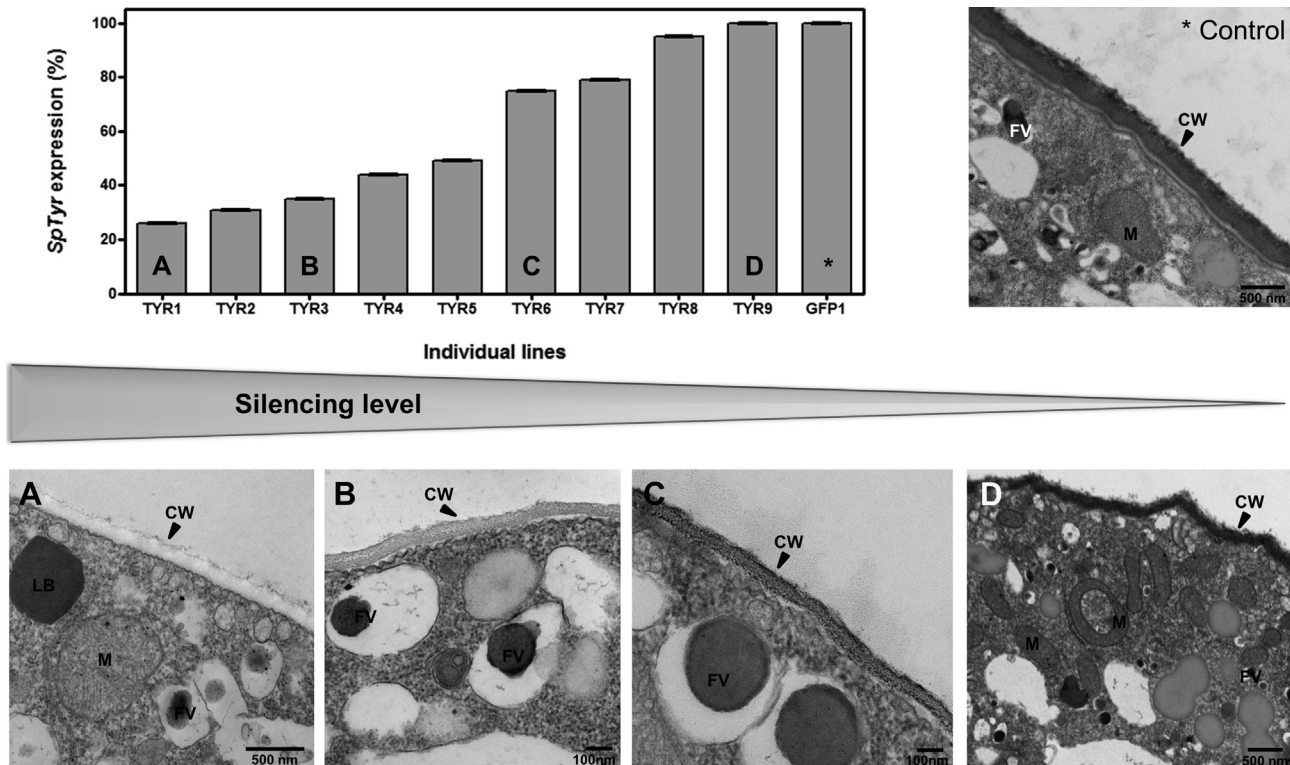 SpTyr expression (%)
100
80
60
40
20
0
A
B
C
D
*
TYR1 TYR2 TYR3 TYR4 TYR5 TYR6 TYR7 TYR8 TYR9 GFP1
Individual lines
* Control
FV
CW
M
500 nm
Silencing level
A
CW
LB
M
FV
500 nm
B
CW
FV
FV
100nm
C
CW
FV
100nm
D
CW
M
M
FV
500 nm